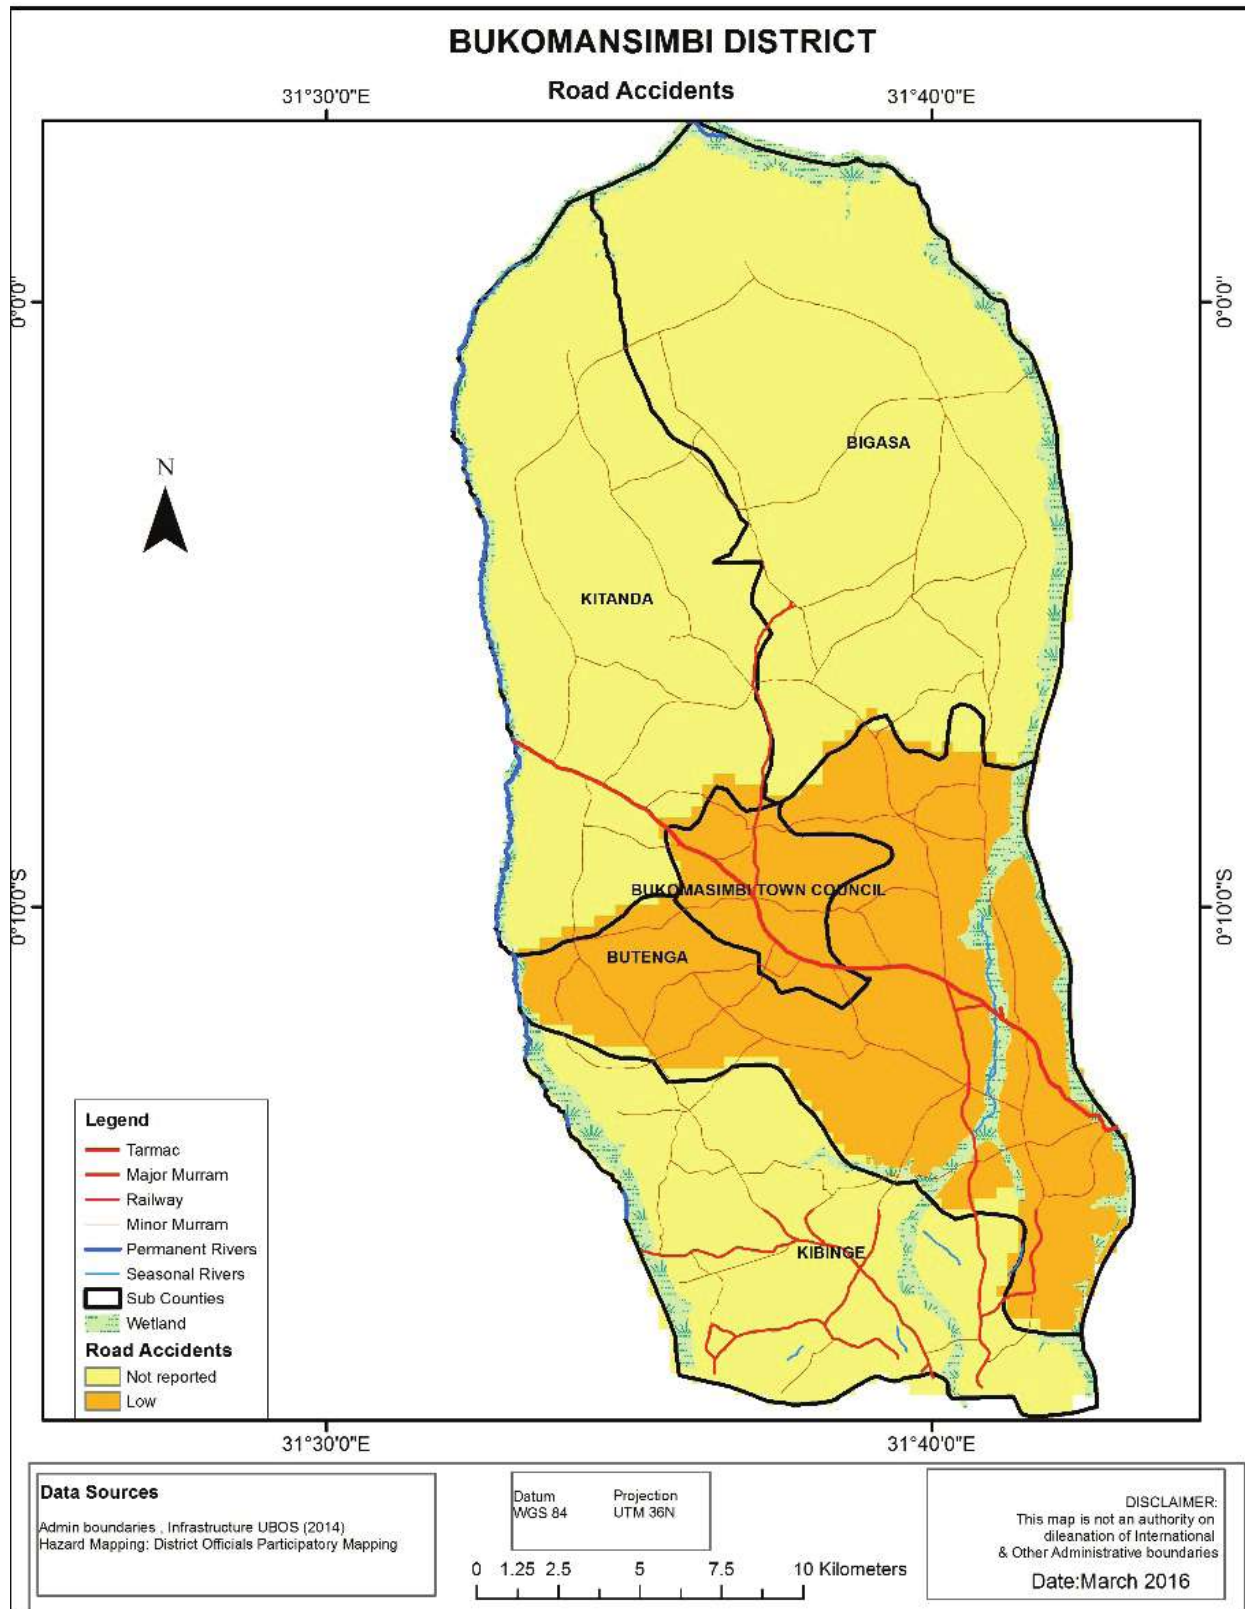 BUKOMANSIMBI DISTRICT
Road Accidents
31°30'0"E
31°40'0"E
0°0'0"
0°0'0"
BIGASA
N
KITANDA
0°10'0"S
BUKOMASIMBI TOWN COUNCIL
0°10'0"S
BUTENGA
KIBINGE
Legend
Tarmac
Major Murram
Railway
Minor Murram
Permanent Rivers
Seasonal Rivers
Sub Counties
Wetland
Road Accidents
Not reported
Low
31°30'0"E
31°40'0"E
Data Sources
Admin boundaries , Infrastructure UBOS (2014)
Hazard Mapping: District Officials Participatory Mapping
Datum Projection
WGS 84 UTM 36N
0 1.25 2.5 5 7.5 10 Kilometers
DISCLAIMER:
This map is not an authority on
dileanation of International
& Other Administrative boundaries
Date:March 2016